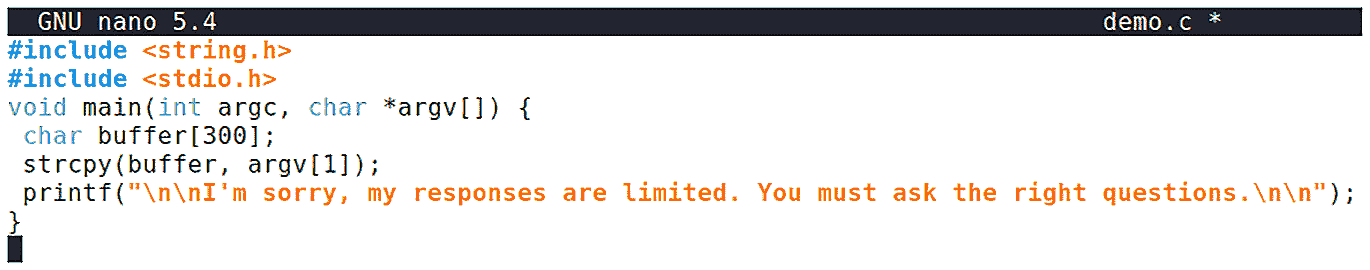 GNU nano 5.4 demo.c *
#include <string.h>
#include <stdio.h>
void main(int argc, char *argv[]) {
 char buffer[300];
 strcpy(buffer, argv[1]);
 printf("\n\nI'm sorry, my responses are limited. You must ask the right questions.\n\n");
}